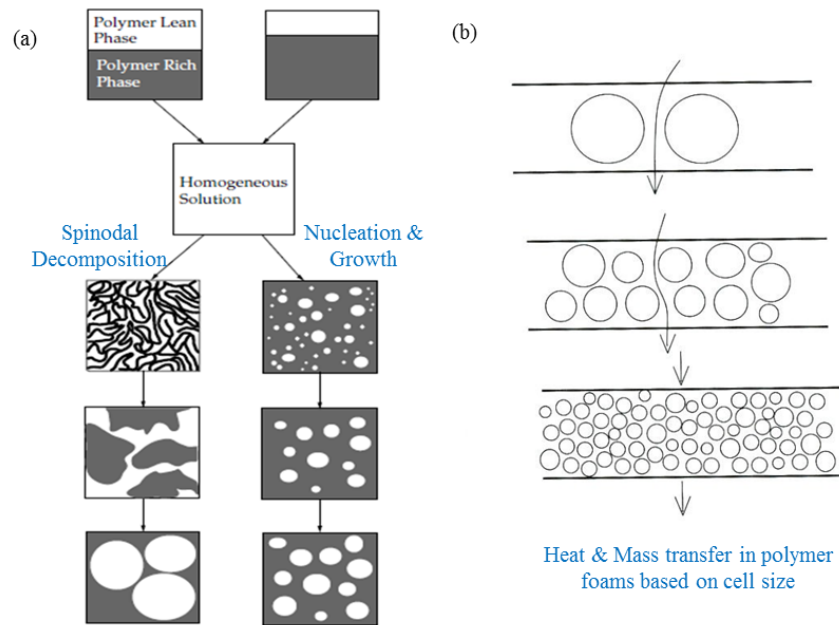 (a)
Polymer Lean
Phase
Polymer Rich
Phase
Homogeneous
Solution
Spinodal
Decomposition
Nucleation &
Growth
(b)
Heat & Mass transfer in polymer
foams based on cell size